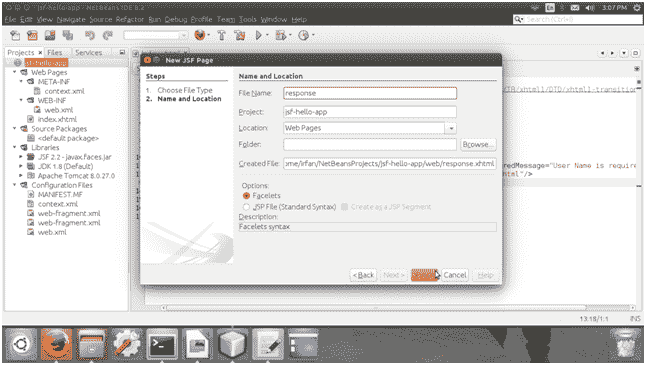 jsf-hello-app - NetBeans IDE 8.2
3:07 PM
File Edit View Navigate Source Refactor Run Debug Profile Team Tools Window Help
Search (Ctrl+I)
Projects Files Services
jsf-hello-app
Web Pages
META-INF
context.xml
WEB-INF
web.xml
index.xhtml
Source Packages
<default package>
Libraries
JSF 2.2 - javax.faces.jar
JDK 1.8 (Default)
Apache Tomcat 8.0.27.0
Configuration Files
MANIFEST.MF
context.xml
web-fragment.xml
web-fragment.xml
web.xml
New JSF Page
Steps
1. Choose File Type
2. Name and Location
Name and Location
File Name: response
Project: jsf-hello-app
Location: Web Pages
Folder: Browse...
Created File: ome/irfan/NetBeansProjects/jsf-hello-app/web/response.xhtml
Options:
Facelets
JSP File (Standard Syntax) Create as a JSP Segment
Description:
Facelets syntax
< Back Next > Cancel Help
/TR/xhtml1/DTD/xhtml1-transition
redMessage="User Name is require
html"/>
13:15/1:1 INS